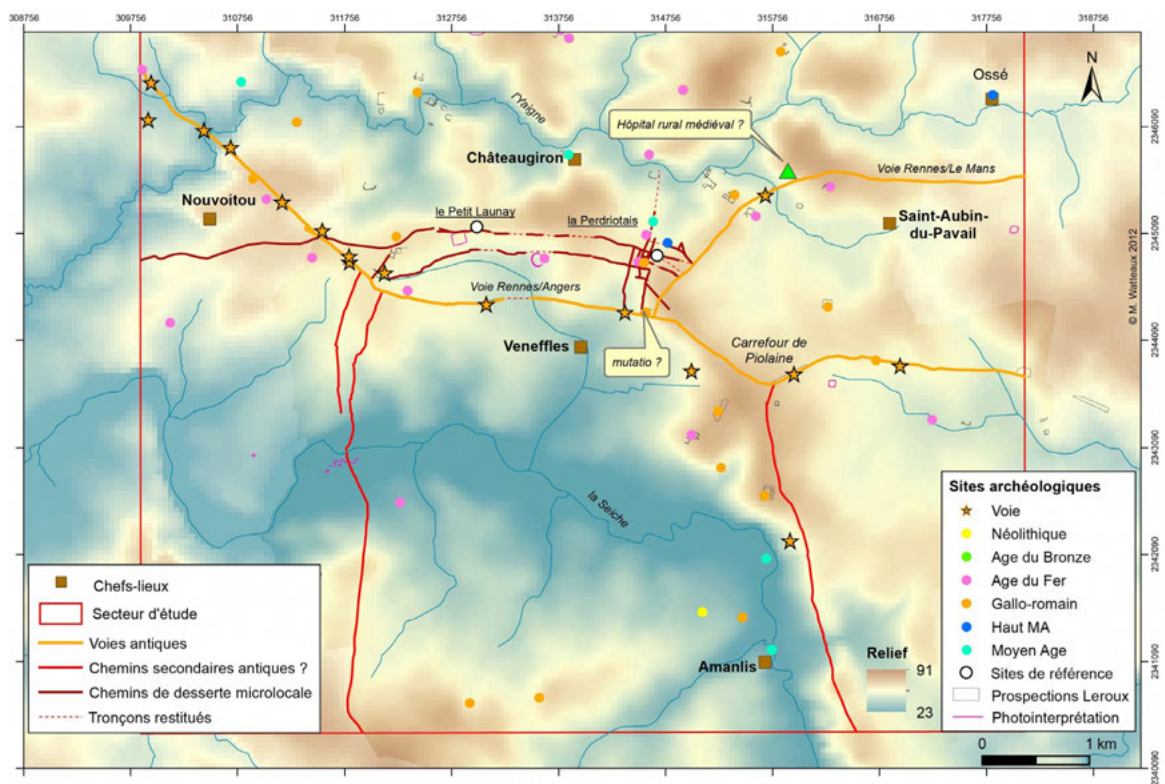 308756 309756 310756 311756 312756 313756 314756 315756 316756 317756 318756
N
Ossé
l'Yaigne
Hôpital rural médiéval ?
2346090
Châteaugiron
Voie Rennes/Le Mans
Nouvoitou
le Petit Launay
la Perdriotais
Saint-Aubin-
du-Pavail
2345090
Voie Rennes/Angers
© M. Watteaux 2012
Veneffles
mutatio ?
Carrefour de
Piolaine
2344090
2343090
la Seiche
2342090
Amanlis
2341090
2340090
Chefs-lieux
Secteur d'étude
Voies antiques
Chemins secondaires antiques ?
Chemins de desserte microlocale
Tronçons restitués
Relief
91
23
Sites archéologiques
Voie
Néolithique
Age du Bronze
Age du Fer
Gallo-romain
Haut MA
Moyen Age
Sites de référence
Prospections Leroux
Photointerprétation
0 1 km